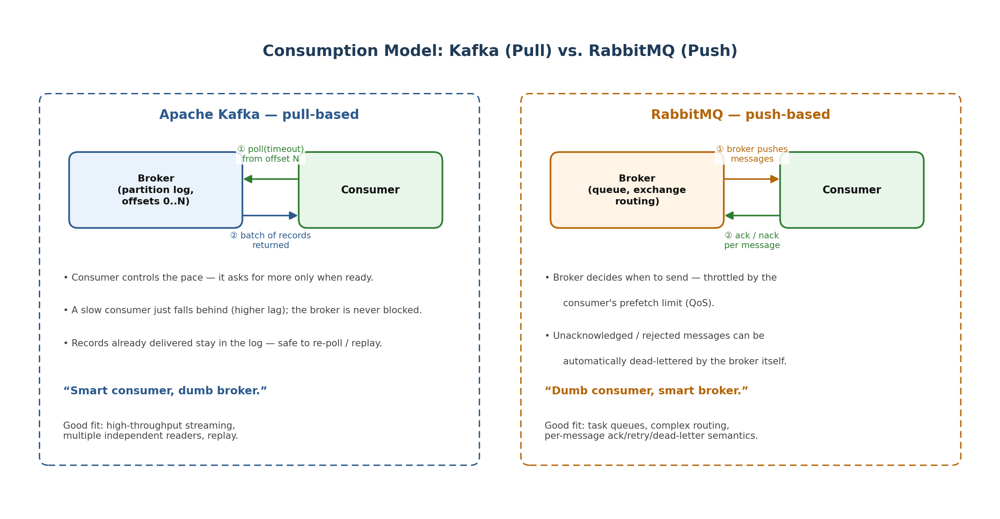 Consumption Model: Kafka (Pull) vs. RabbitMQ (Push)
Apache Kafka — pull-based
① poll(timeout)
from offset N
Broker
(partition log,
offsets 0..N)
Consumer
② batch of records
returned
• Consumer controls the pace — it asks for more only when ready.
• A slow consumer just falls behind (higher lag); the broker is never blocked.
• Records already delivered stay in the log — safe to re-poll / replay.
“Smart consumer, dumb broker.”
Good fit: high-throughput streaming,
multiple independent readers, replay.
RabbitMQ — push-based
① broker pushes
messages
Broker
(queue, exchange
routing)
Consumer
② ack / nack
per message
• Broker decides when to send — throttled by the
consumer's prefetch limit (QoS).
• Unacknowledged / rejected messages can be
automatically dead-lettered by the broker itself.
“Dumb consumer, smart broker.”
Good fit: task queues, complex routing,
per-message ack/retry/dead-letter semantics.